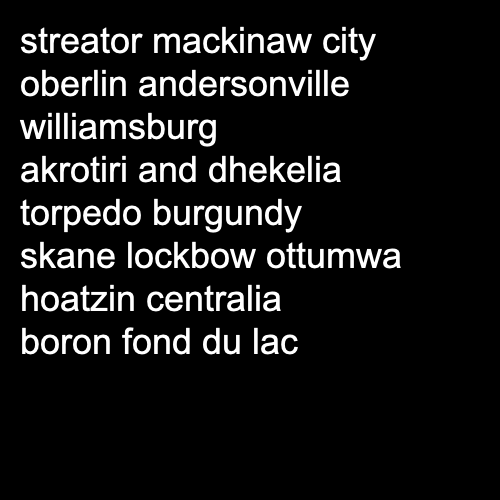 streator mackinaw city
oberlin andersonville
williamsburg
akrotiri and dhekelia
torpedo burgundy
skane lockbow ottumwa
hoatzin centralia
boron fond du lac